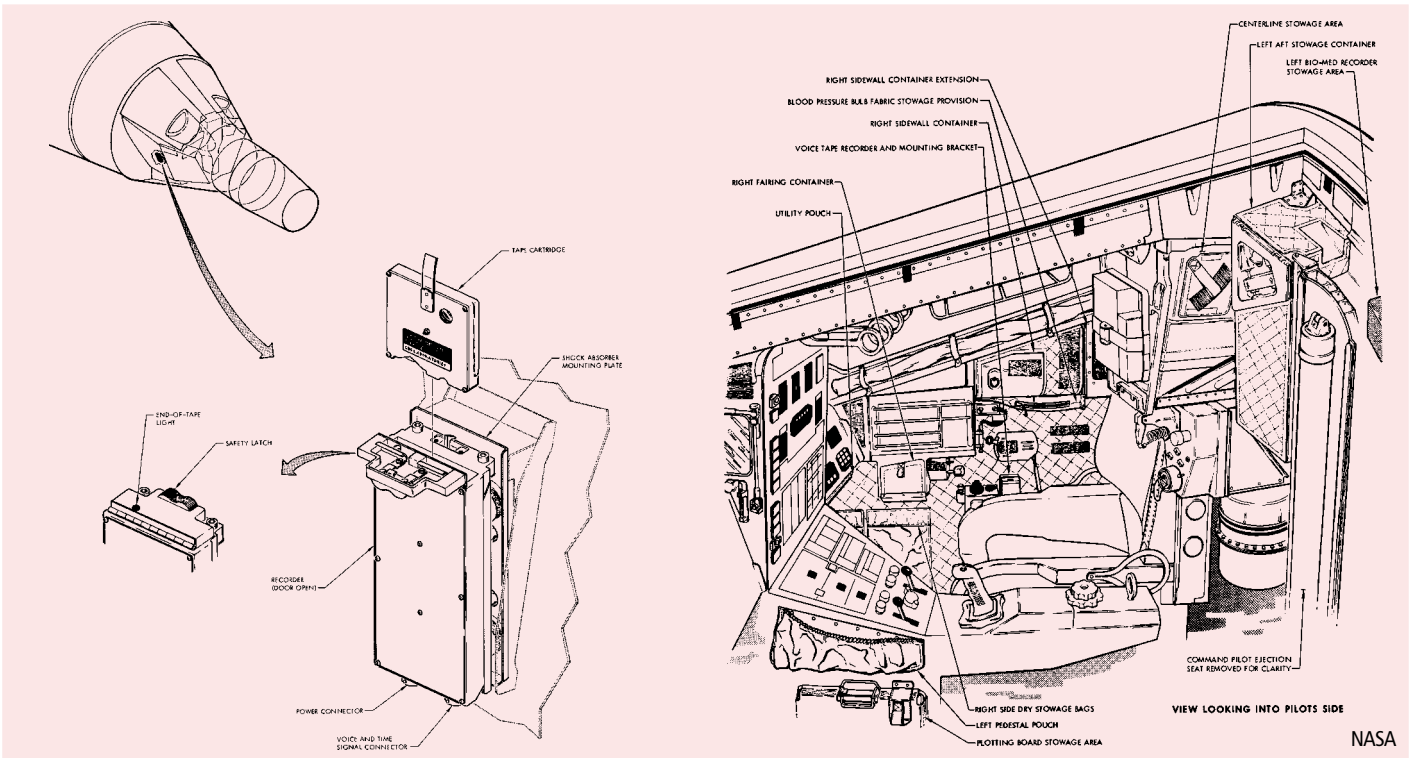 TAPE CARTRIDGE
SHOCK ABSORBER
MOUNTING PLATE
END-OF-TAPE
LIGHT
SAFETY LATCH
RECORDER
(DOOR OPEN)
POWER CONNECTOR
VOICE AND TIME
SIGNAL CONNECTOR
CENTERLINE STOWAGE AREA
LEFT AFT STOWAGE CONTAINER
LEFT BIO-MED RECORDER
STOWAGE AREA
RIGHT SIDEWALL CONTAINER EXTENSION
BLOOD PRESSURE BULB FABRIC STOWAGE PROVISION
RIGHT SIDEWALL CONTAINER
VOICE TAPE RECORDER AND MOUNTING BRACKET
RIGHT FAIRING CONTAINER
UTILITY POUCH
COMMAND PILOT EJECTION
SEAT REMOVED FOR CLARITY
RIGHT SIDE DRY STOWAGE BAGS
LEFT PEDESTAL POUCH
PLOTTING BOARD STOWAGE AREA
VIEW LOOKING INTO PILOTS SIDE
NASA